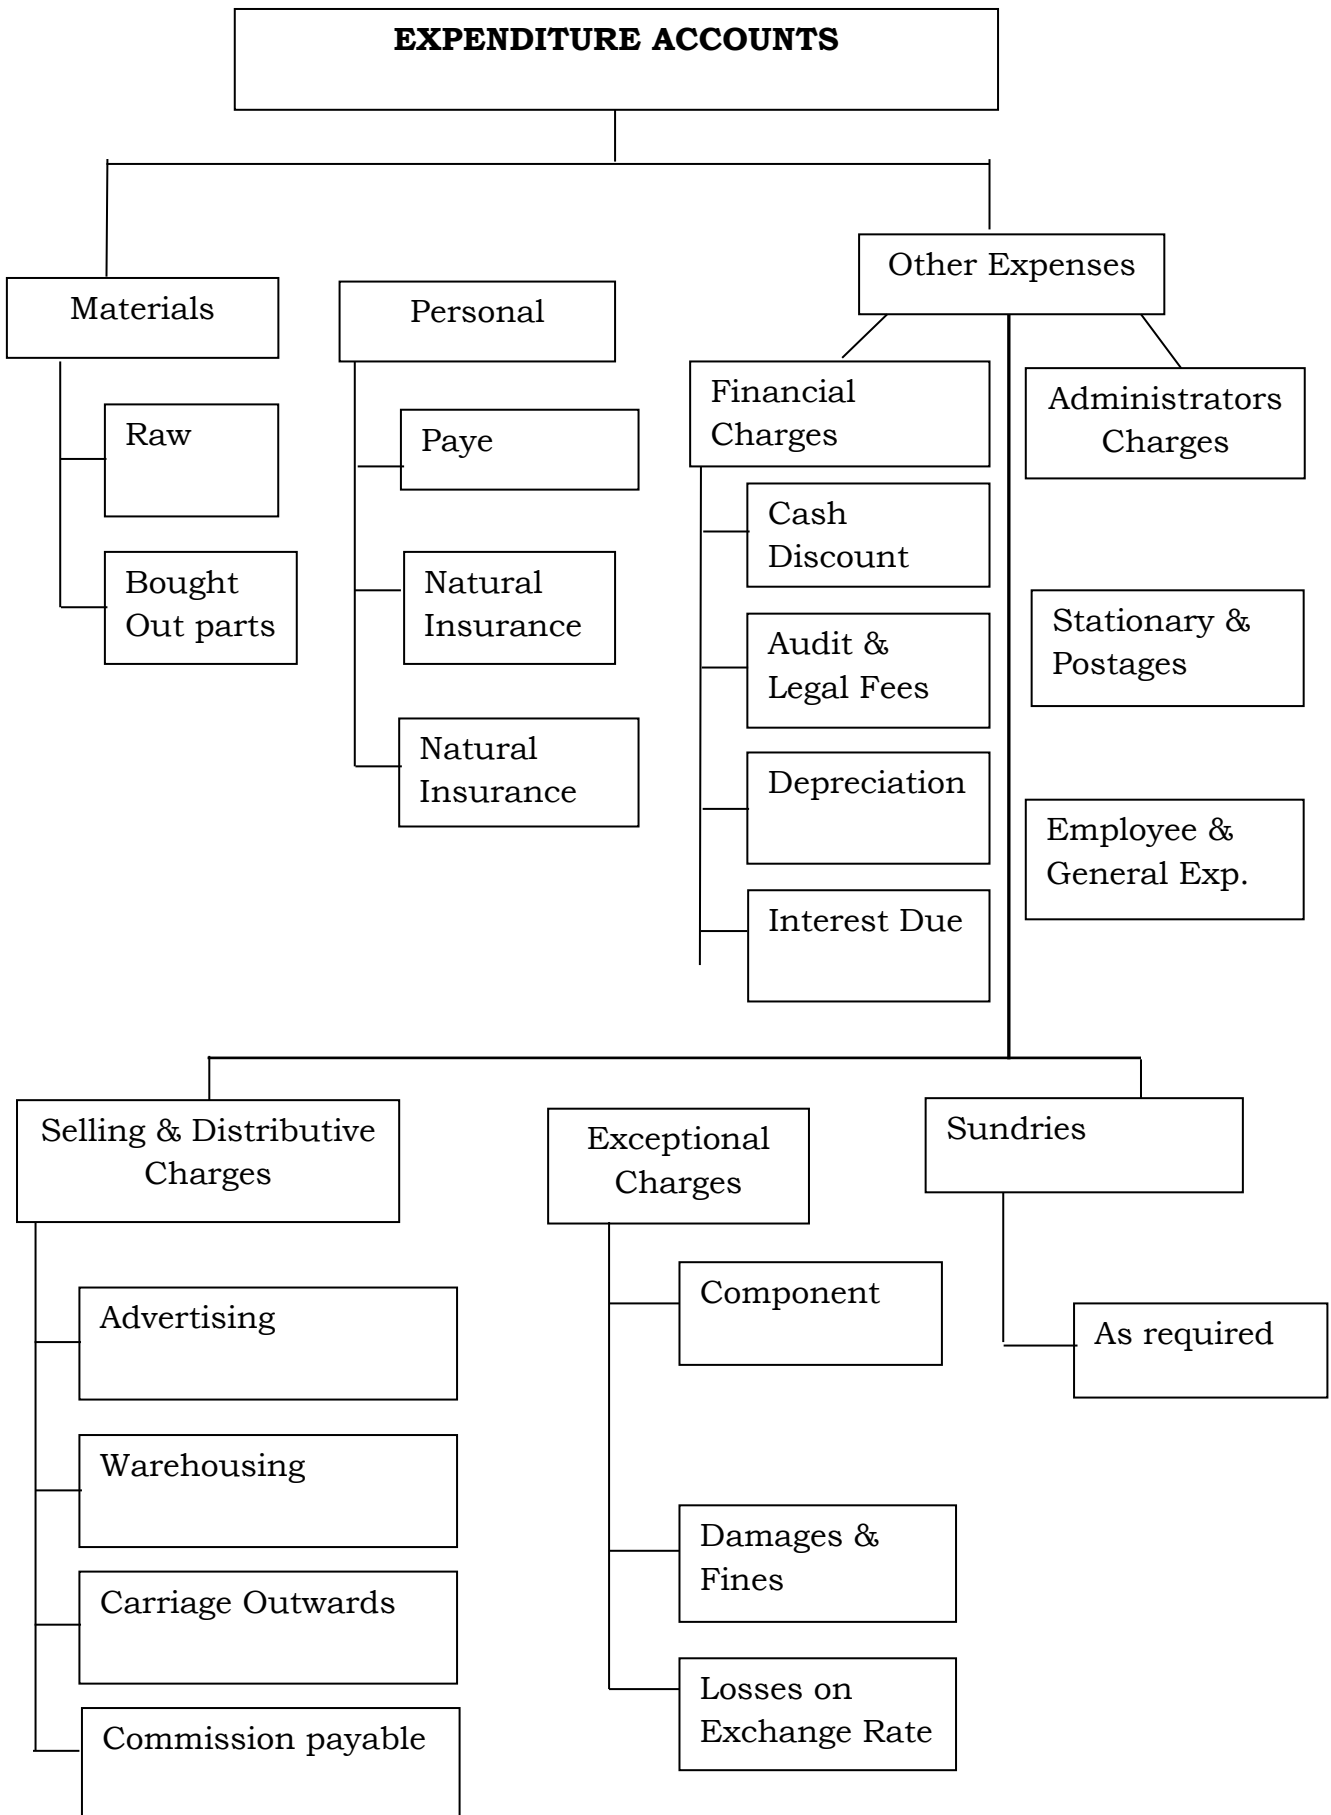 EXPENDITURE ACCOUNTS
Materials
Raw
Bought
Out parts
Personal
Paye
Natural
Insurance
Natural
Insurance
Other Expenses
Financial
Charges
Cash
Discount
Audit &
Legal Fees
Depreciation
Interest Due
Administrators
Charges
Stationary &
Postages
Employee &
General Exp.
Selling & Distributive
Charges
Advertising
Warehousing
Carriage Outwards
Commission payable
Exceptional
Charges
Component
Damages &
Fines
Losses on
Exchange Rate
Sundries
As required